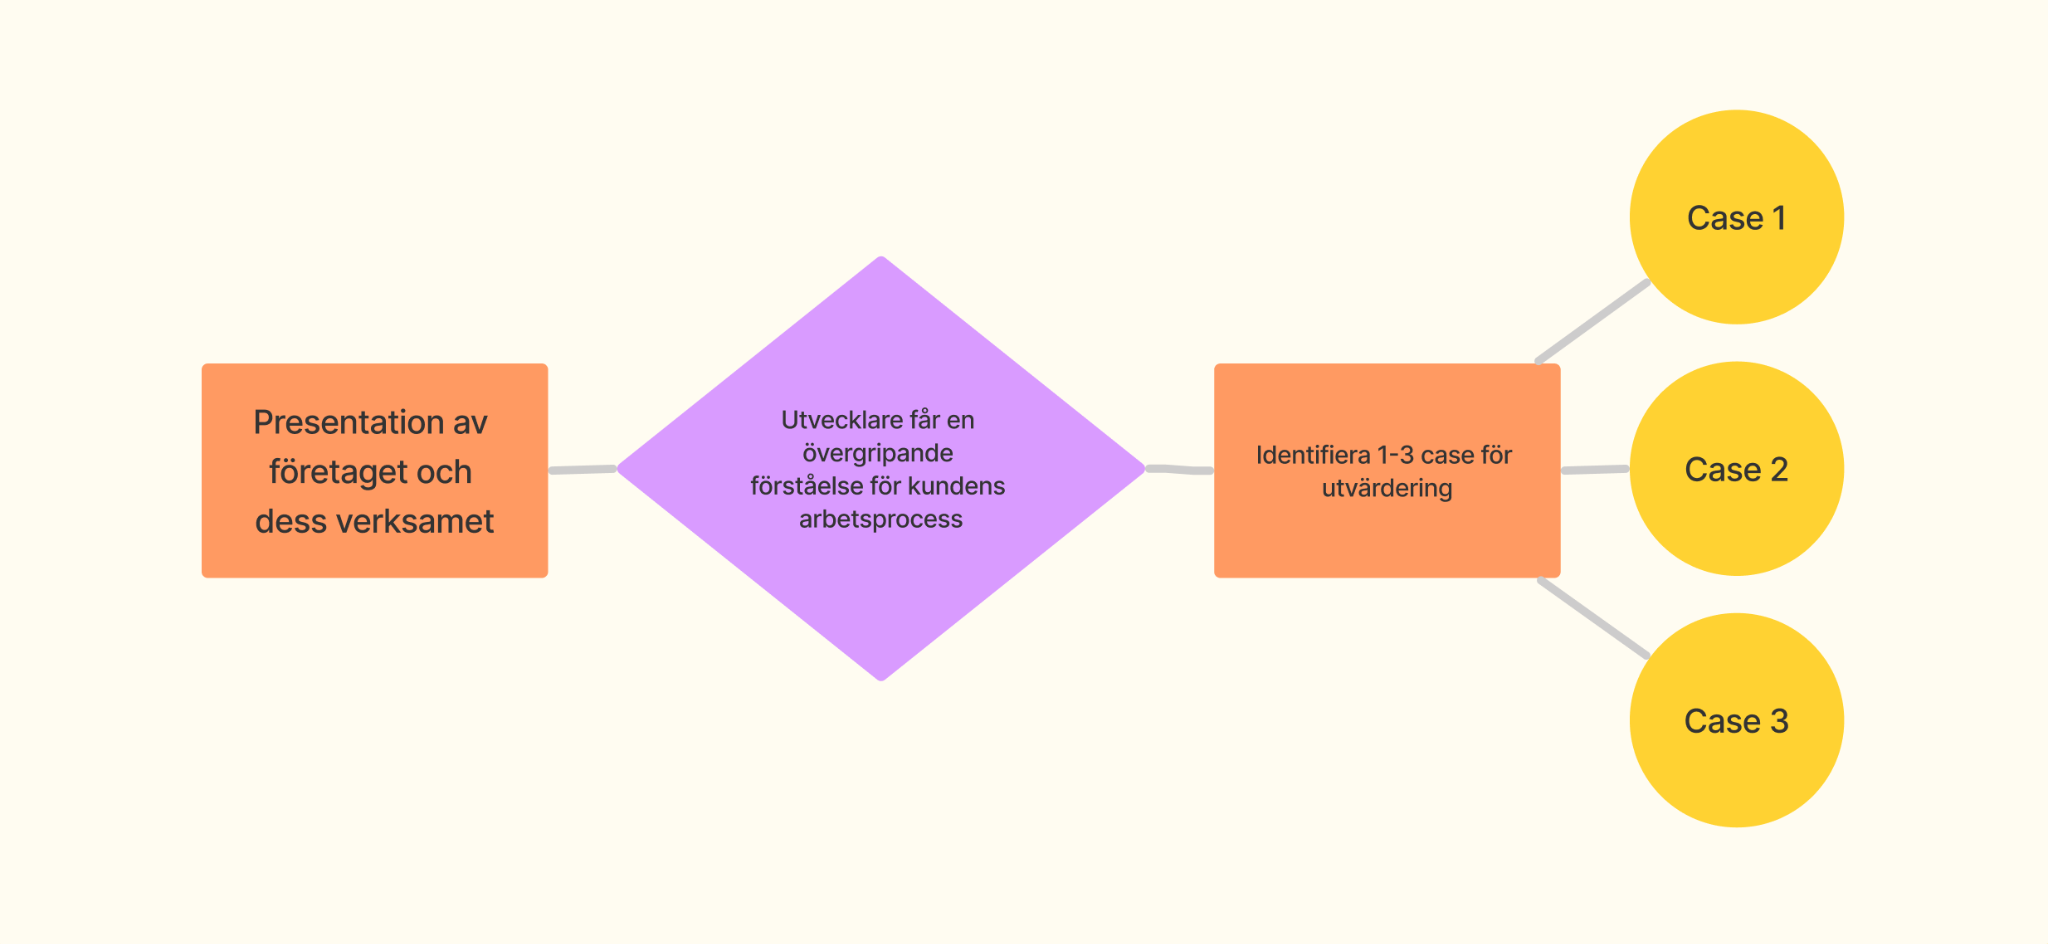 Presentation av
företaget och
dess verksamet
Utvecklare får en
övergripande
förståelse för kundens
arbetsprocess
Identifiera 1-3 case för
utvärdering
Case 1
Case 2
Case 3